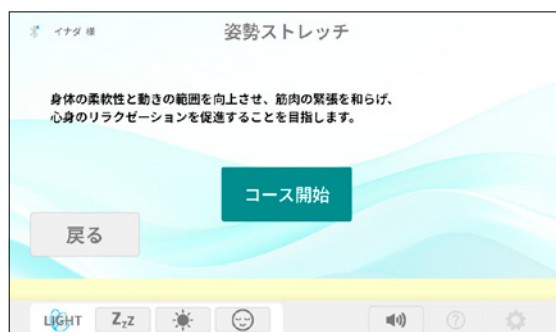 イナダ 様
姿勢ストレッチ
身体の柔軟性と動きの範囲を向上させ、筋肉の緊張を和らげ、
心身のリラクゼーションを促進することを目指します。
コース開始
戻る
LIGHT
ZzZ
?